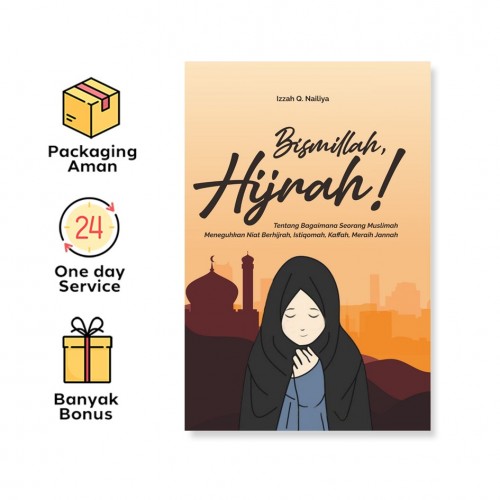 Packaging
Aman
24
One day
Service
Banyak
Bonus
Izzah Q. Nailiya
Bismillah,
Hijrah!
Tentang Bagaimana Seorang Muslimah
Meneguhkan Niat Berhijrah, Istiqomah, Kaffah, Meraih Jannah